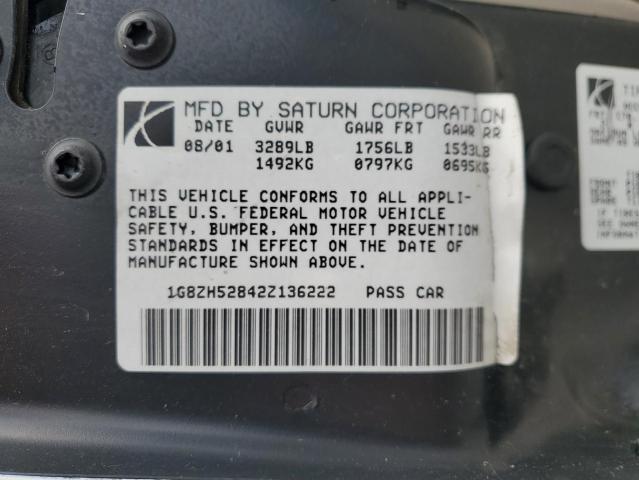 MFD BY SATURN CORPORATION
DATE GVWR GAWR FRT GAWR RR
08/01 3289LB 1756LB 1533LB
1492KG 0797KG 0695KG
THIS VEHICLE CONFORMS TO ALL APPLI-
CABLE U.S. FEDERAL MOTOR VEHICLE
SAFETY, BUMPER, AND THEFT PREVENTION
STANDARDS IN EFFECT ON THE DATE OF
MANUFACTURE SHOWN ABOVE.
1G8ZH52842Z136222 PASS CAR